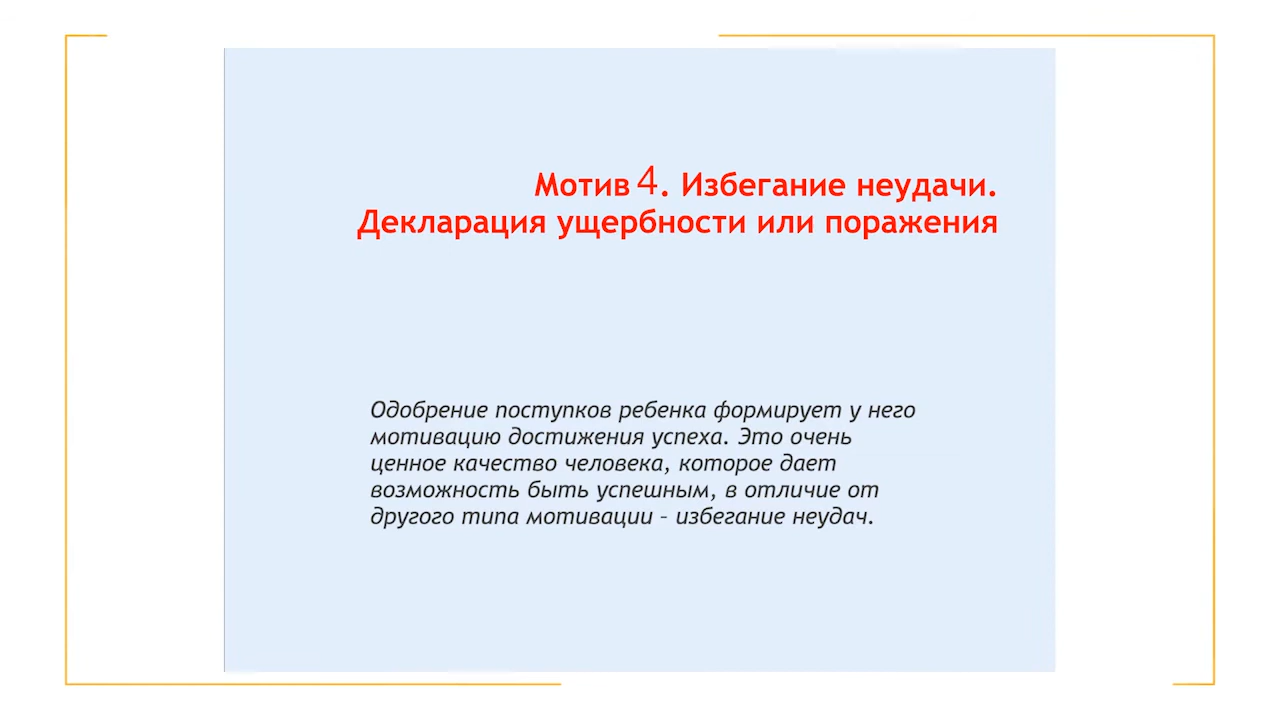 Мотив 4. Избегание неудачи.
Декларация ущербности или поражения
Одобрение поступков ребенка формирует у него
мотивацию достижения успеха. Это очень
ценное качество человека, которое дает
возможность быть успешным, в отличие от
другого типа мотивации – избегание неудач.